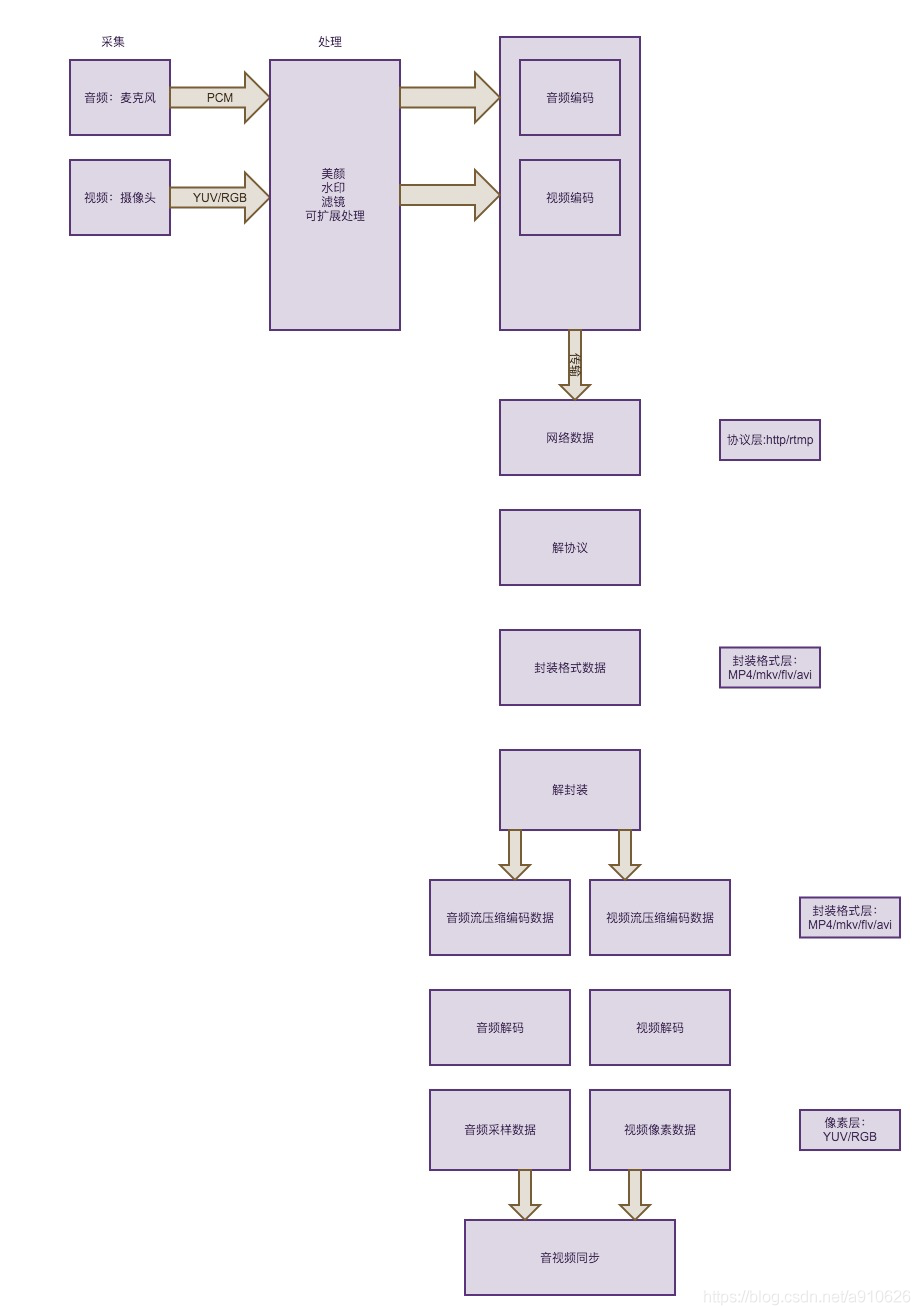 采集
处理
音频：麦克风
PCM
音频编码
视频：摄像头
YUV/RGB
美颜
水印
滤镜
可扩展处理
视频编码
传输
网络数据
协议层:http/rtmp
解协议
封装格式数据
封装格式层：
MP4/mkv/flv/avi
解封装
音频流压缩编码数据
视频流压缩编码数据
封装格式层：
MP4/mkv/flv/avi
音频解码
视频解码
音频采样数据
视频像素数据
像素层：
YUV/RGB
音视频同步
https://blog.csdn.net/a910626